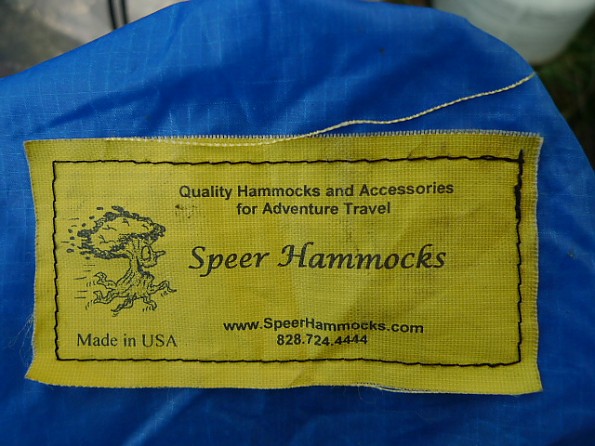 Quality Hammocks and Accessories
for Adventure Travel
Speer Hammocks
www.SpeerHammocks.com
Made in USA
828.724.4444